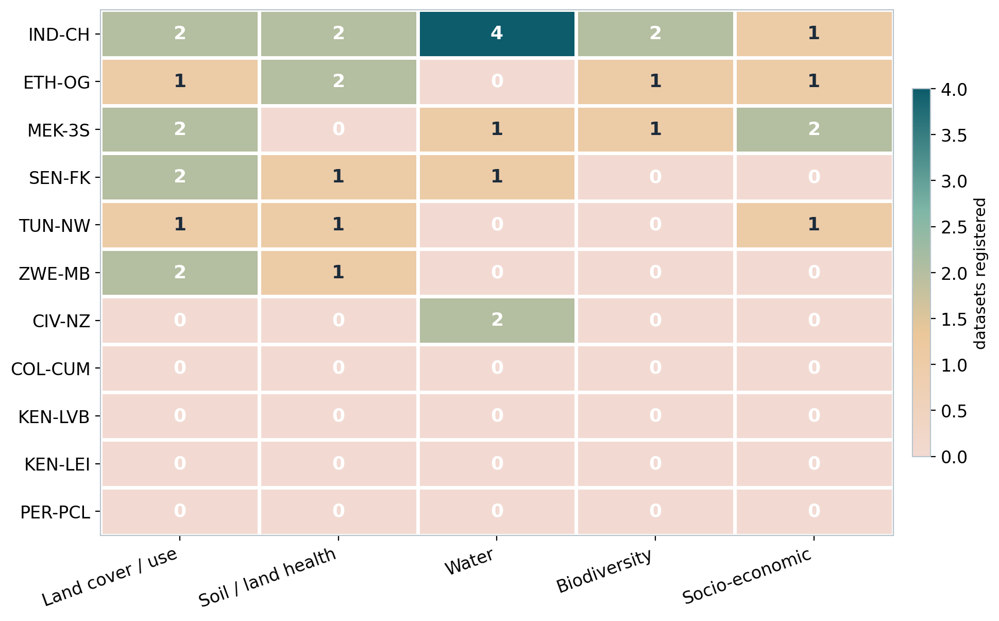 IND-CH 2 2 4 2 1
ETH-OG 1 2 0 1 1
MEK-3S 2 0 1 1 2
SEN-FK 2 1 1 0 0
TUN-NW 1 1 0 0 1
ZWE-MB 2 1 0 0 0
CIV-NZ 0 0 2 0 0
COL-CUM 0 0 0 0 0
KEN-LVB 0 0 0 0 0
KEN-LEI 0 0 0 0 0
PER-PCL 0 0 0 0 0
Land cover / use
Soil / land health
Water
Biodiversity
Socio-economic
4.0
3.5
3.0
2.5
2.0
1.5
1.0
0.5
0.0
datasets registered